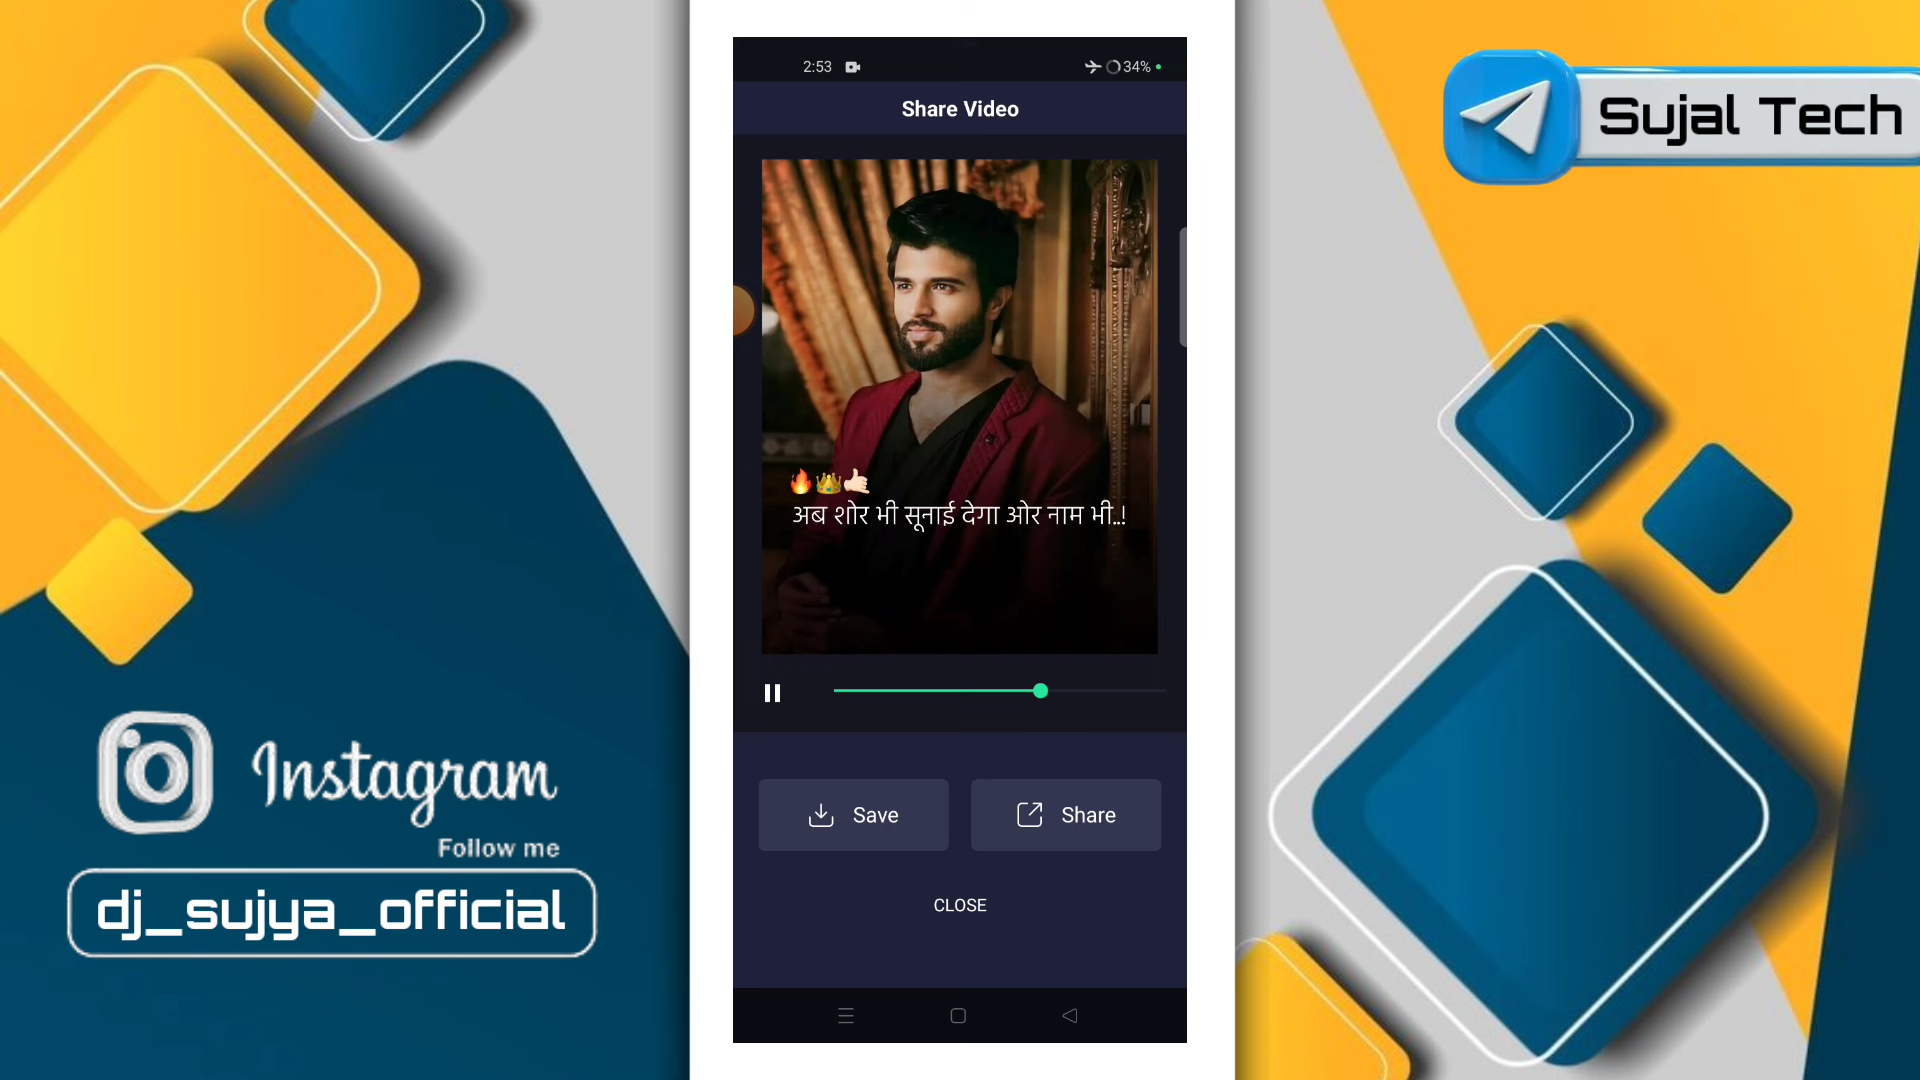 2:53
34%
Share Video
Sujal Tech
🔥👑🤙🏻
अब शोर भी सूनाई देगा ओर नाम भी..!
Save
Share
CLOSE
Instagram
Follow me
dj_sujya_official